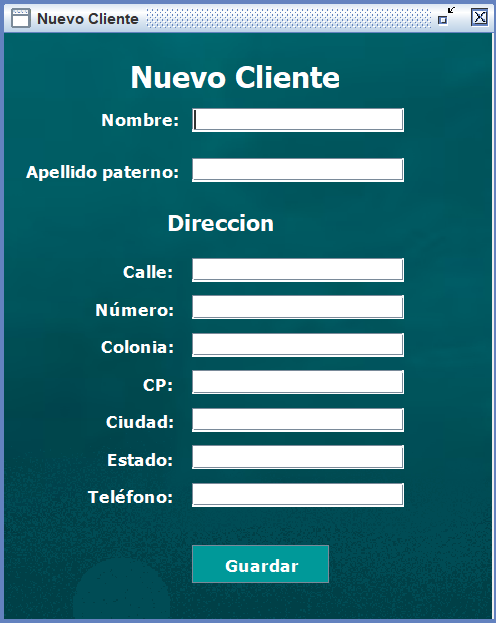 Nuevo Cliente
Nuevo Cliente
Nombre:
Apellido paterno:
Direccion
Calle:
Número:
Colonia:
CP:
Ciudad:
Estado:
Teléfono:
Guardar